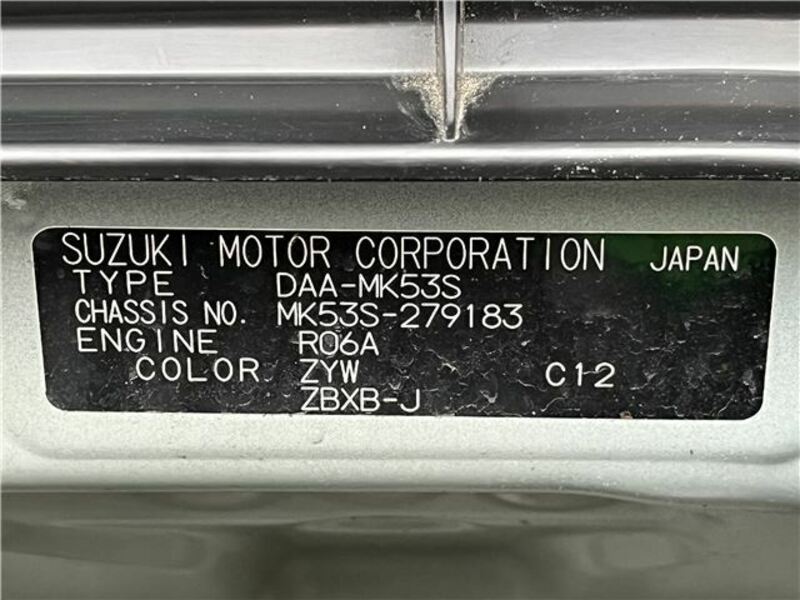 SUZUKI MOTOR CORPORATION JAPAN
TYPE DAA-MK53S
CHASSIS NO. MK53S-279183
ENGINE R06A
COLOR ZYW C12
ZBXB-J